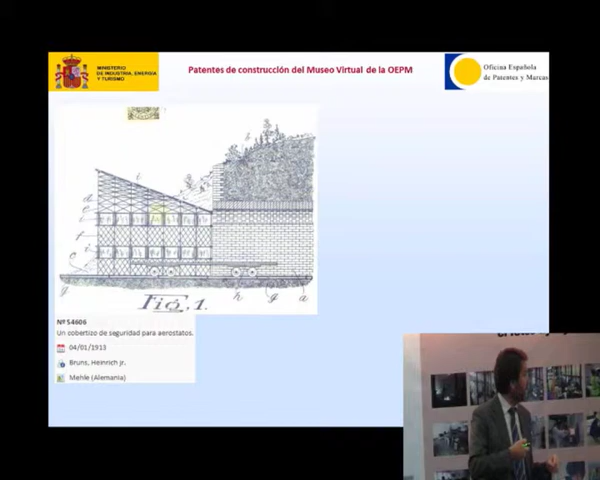 MINISTERIO
DE INDUSTRIA, ENERGÍA
Y TURISMO
Patentes de construcción del Museo Virtual de la OEPM
Oficina Española
de Patentes y Marcas
Fig. 1.
h
g
a
Nº 54606
Un cobertizo de seguridad para aerostatos.
04/01/1913
Bruns, Heinrich jr.
Mehle (Alemania)